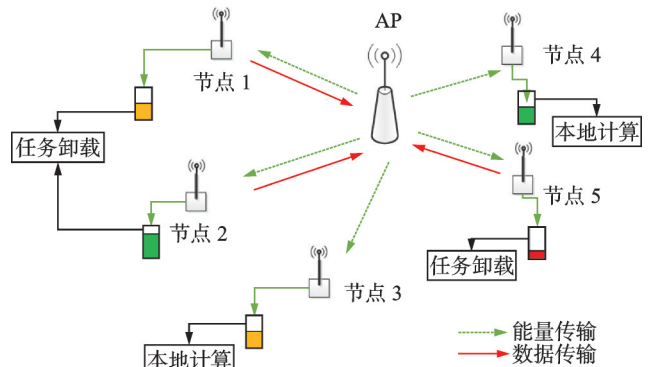 AP
节点 1
节点 4
任务卸载
本地计算
节点 2
节点 5
任务卸载
节点 3
能量传输
数据传输
本地计算